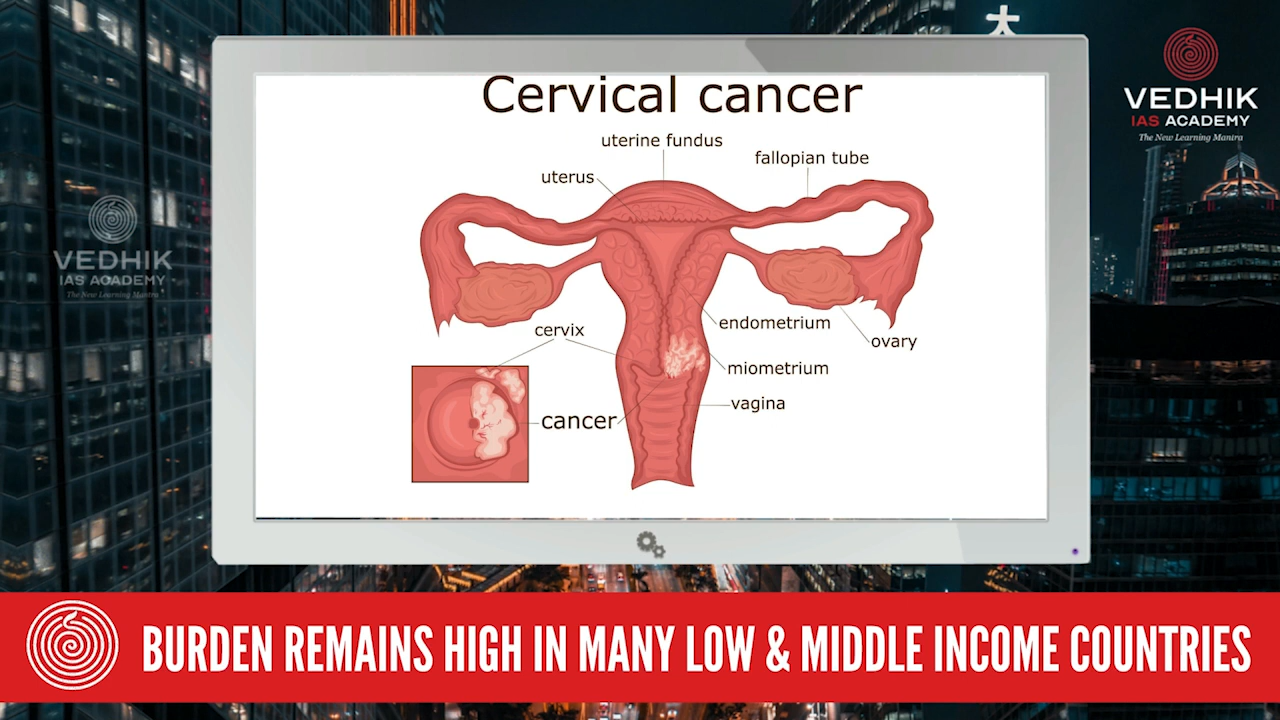 Cervical cancer
uterine fundus
fallopian tube
uterus
endometrium
ovary
cervix
miometrium
vagina
cancer
VEDHIK
IAS ACADEMY
The New Learning Mantra
VEDHIK
IAS ACADEMY
The New Learning Mantra
BURDEN REMAINS HIGH IN MANY LOW & MIDDLE INCOME COUNTRIES